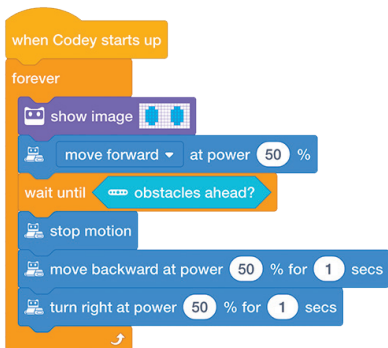 when Codey starts up
forever
show image
move forward at power 50 %
wait until obstacles ahead?
stop motion
move backward at power 50 % for 1 secs
turn right at power 50 % for 1 secs